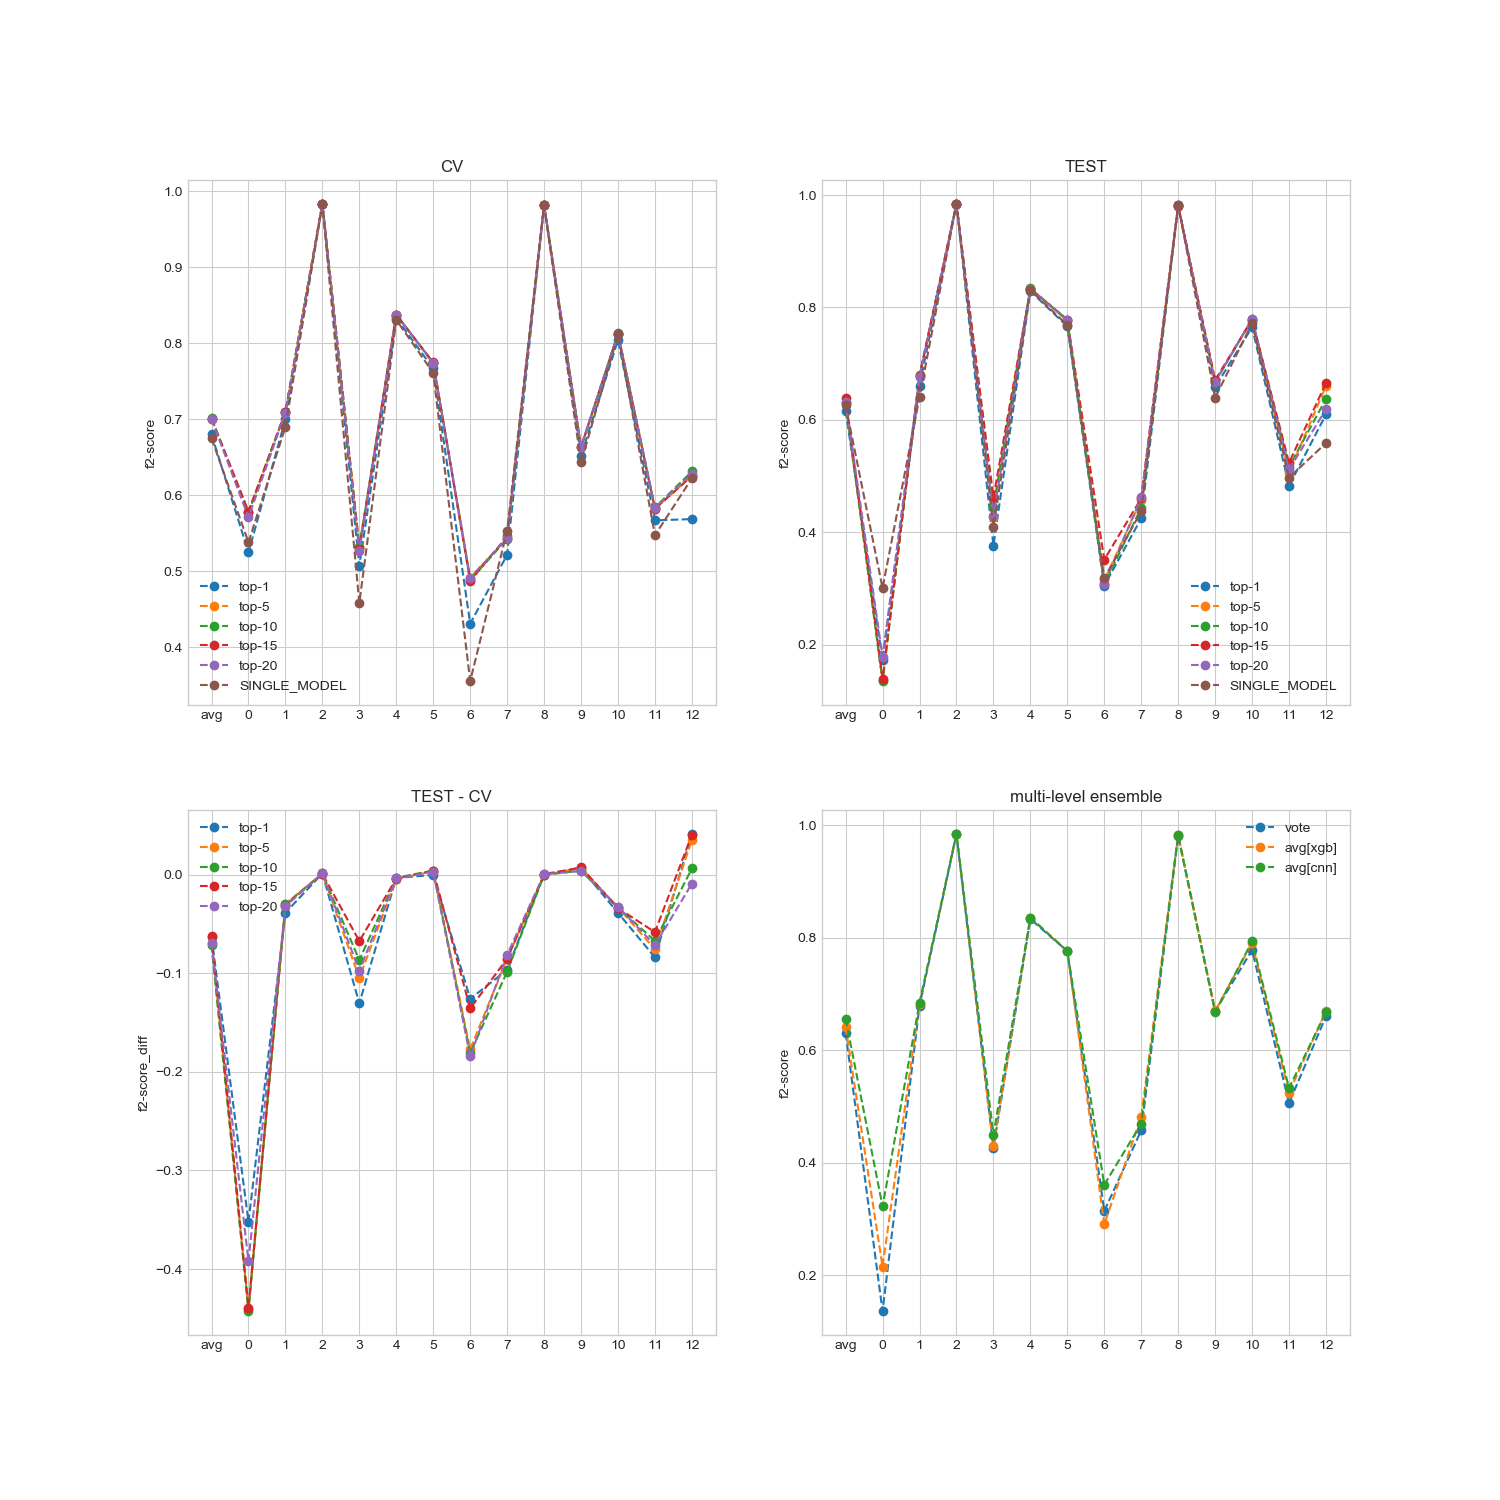 CV
f2-score
1.0
0.9
0.8
0.7
0.6
0.5
0.4
top-1
top-5
top-10
top-15
top-20
SINGLE_MODEL
avg 0 1 2 3 4 5 6 7 8 9 10 11 12
TEST
f2-score
1.0
0.8
0.6
0.4
0.2
top-1
top-5
top-10
top-15
top-20
SINGLE_MODEL
avg 0 1 2 3 4 5 6 7 8 9 10 11 12
TEST - CV
f2-score_diff
0.0
−0.1
−0.2
−0.3
−0.4
top-1
top-5
top-10
top-15
top-20
avg 0 1 2 3 4 5 6 7 8 9 10 11 12
multi-level ensemble
f2-score
1.0
0.8
0.6
0.4
0.2
vote
avg[xgb]
avg[cnn]
avg 0 1 2 3 4 5 6 7 8 9 10 11 12